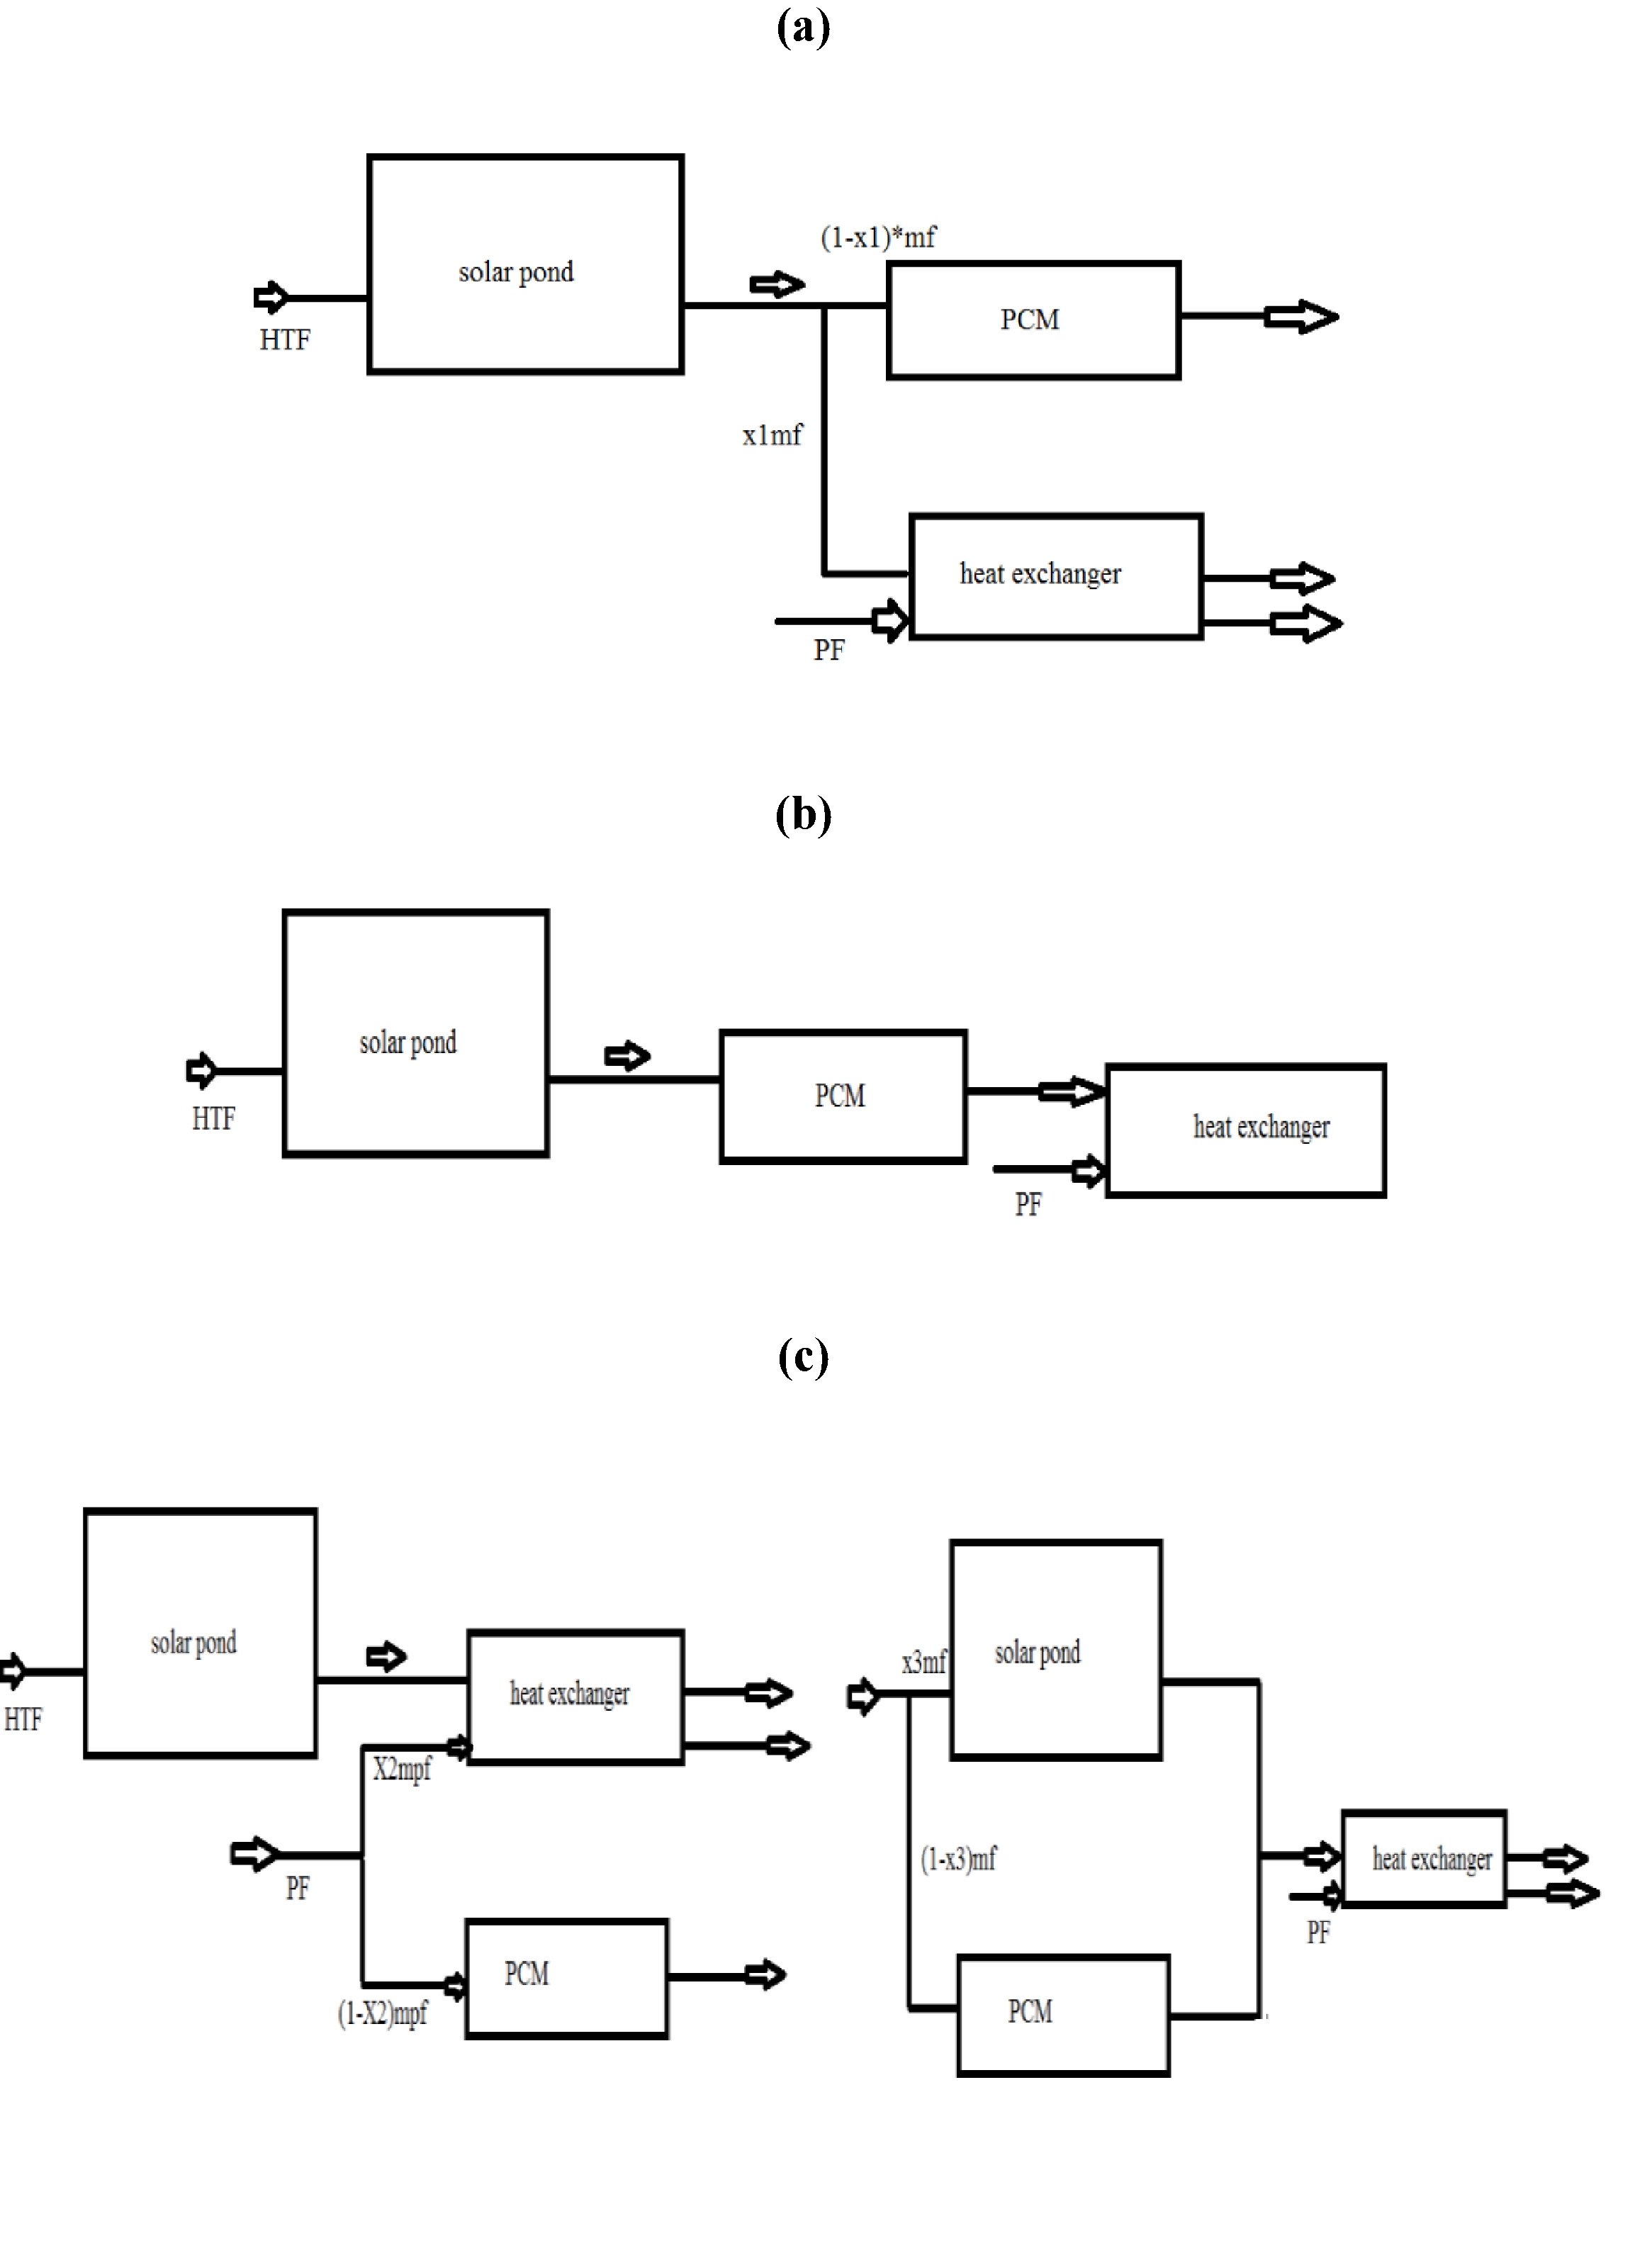 (a)
solar pond
(1-x1)*mf
PCM
HTF
x1mf
heat exchanger
PF
(b)
solar pond
PCM
heat exchanger
HTF
PF
(c)
solar pond
heat exchanger
HTF
X2mpf
PF
PCM
(1-X2)mpf
solar pond
x3mf
(1-x3)mf
heat exchanger
PF
PCM